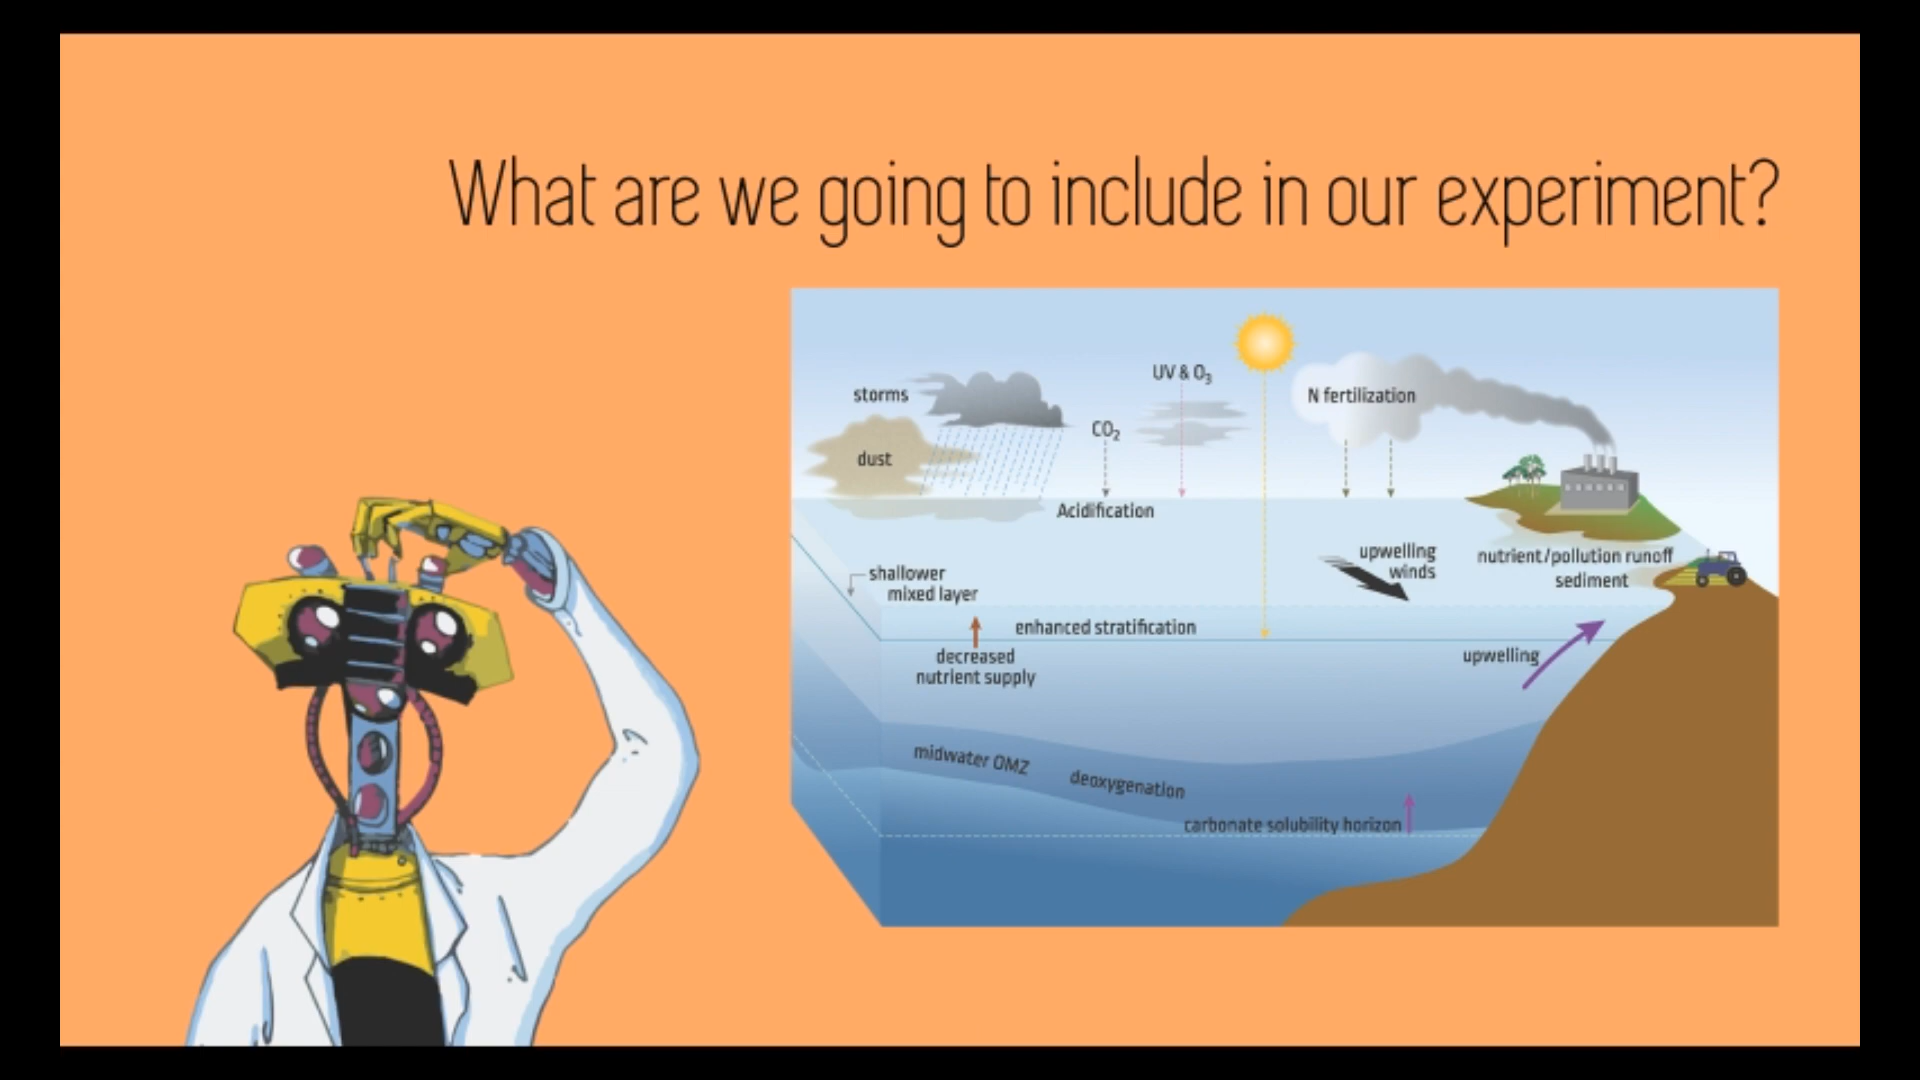 What are we going to include in our experiment?
UV & O₃
storms
N fertilization
CO₂
dust
Acidification
upwelling
winds
nutrient/pollution runoff
sediment
shallower
mixed layer
enhanced stratification
decreased
nutrient supply
upwelling
midwater OMZ
deoxygenation
carbonate solubility horizon